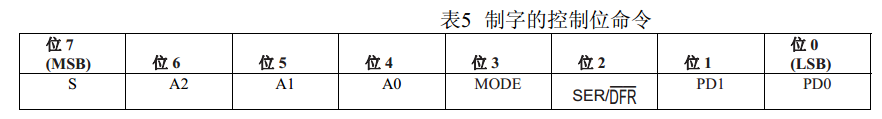 表5 制字的控制位命令
位 7 (MSB) 位 6 位 5 位 4 位 3 位 2 位 1 位 0 (LSB)
S A2 A1 A0 MODE SER/D̅F̅R̅ PD1 PD0